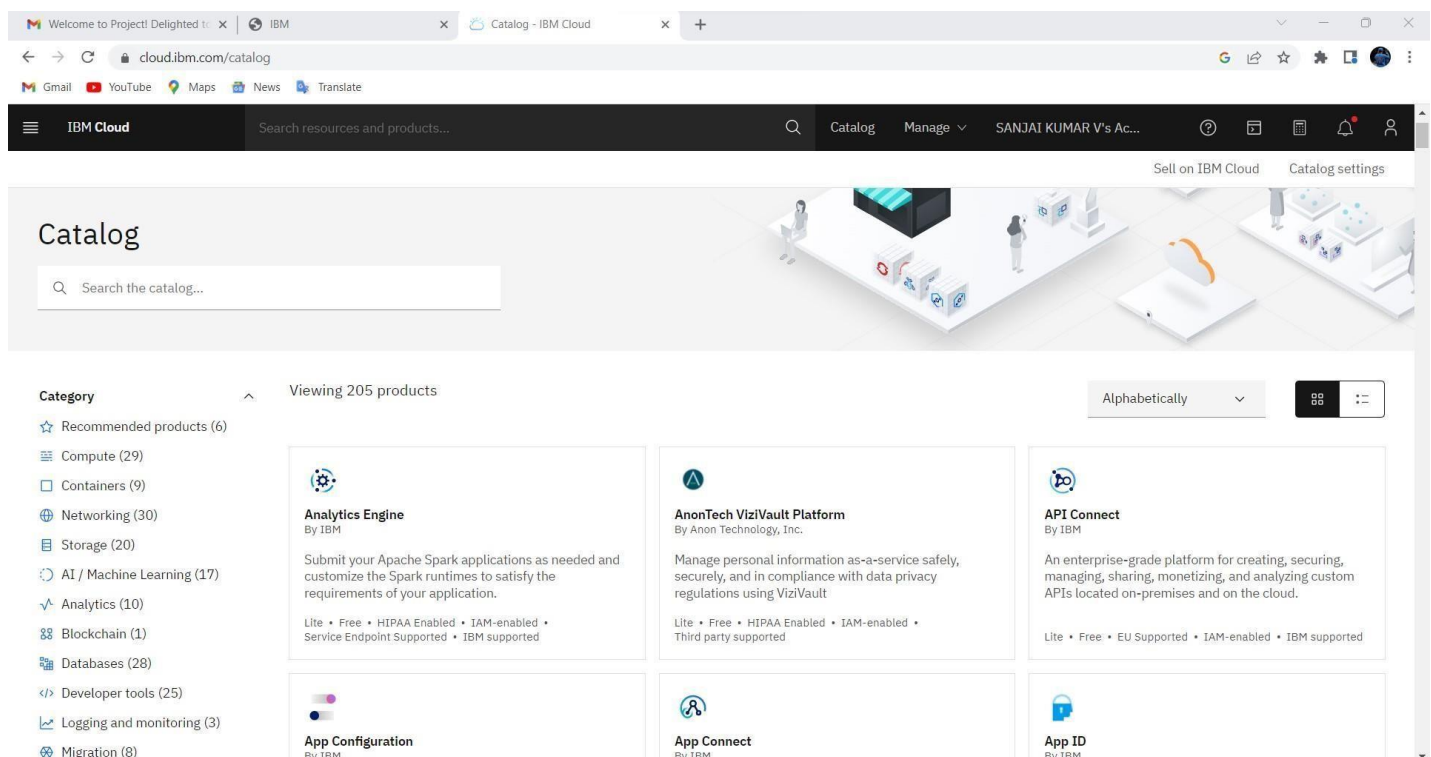 Welcome to Project! Delighted to
IBM
Catalog - IBM Cloud
cloud.ibm.com/catalog
Gmail
YouTube
Maps
News
Translate
IBM Cloud
Search resources and products...
Catalog
Manage
SANJAI KUMAR V's Ac...
Sell on IBM Cloud
Catalog settings
Catalog
Search the catalog...
Category
Recommended products (6)
Compute (29)
Containers (9)
Networking (30)
Storage (20)
AI / Machine Learning (17)
Analytics (10)
Blockchain (1)
Databases (28)
Developer tools (25)
Logging and monitoring (3)
Migration (8)
Viewing 205 products
Alphabetically
Analytics Engine
By IBM
Submit your Apache Spark applications as needed and
customize the Spark runtimes to satisfy the
requirements of your application.
Lite • Free • HIPAA Enabled • IAM-enabled •
Service Endpoint Supported • IBM supported
AnonTech ViziVault Platform
By Anon Technology, Inc.
Manage personal information as-a-service safely,
securely, and in compliance with data privacy
regulations using ViziVault
Lite • Free • HIPAA Enabled • IAM-enabled •
Third party supported
API Connect
By IBM
An enterprise-grade platform for creating, securing,
managing, sharing, monetizing, and analyzing custom
APIs located on-premises and on the cloud.
Lite • Free • EU Supported • IAM-enabled • IBM supported
App Configuration
By IBM
App Connect
By IBM
App ID
By IBM